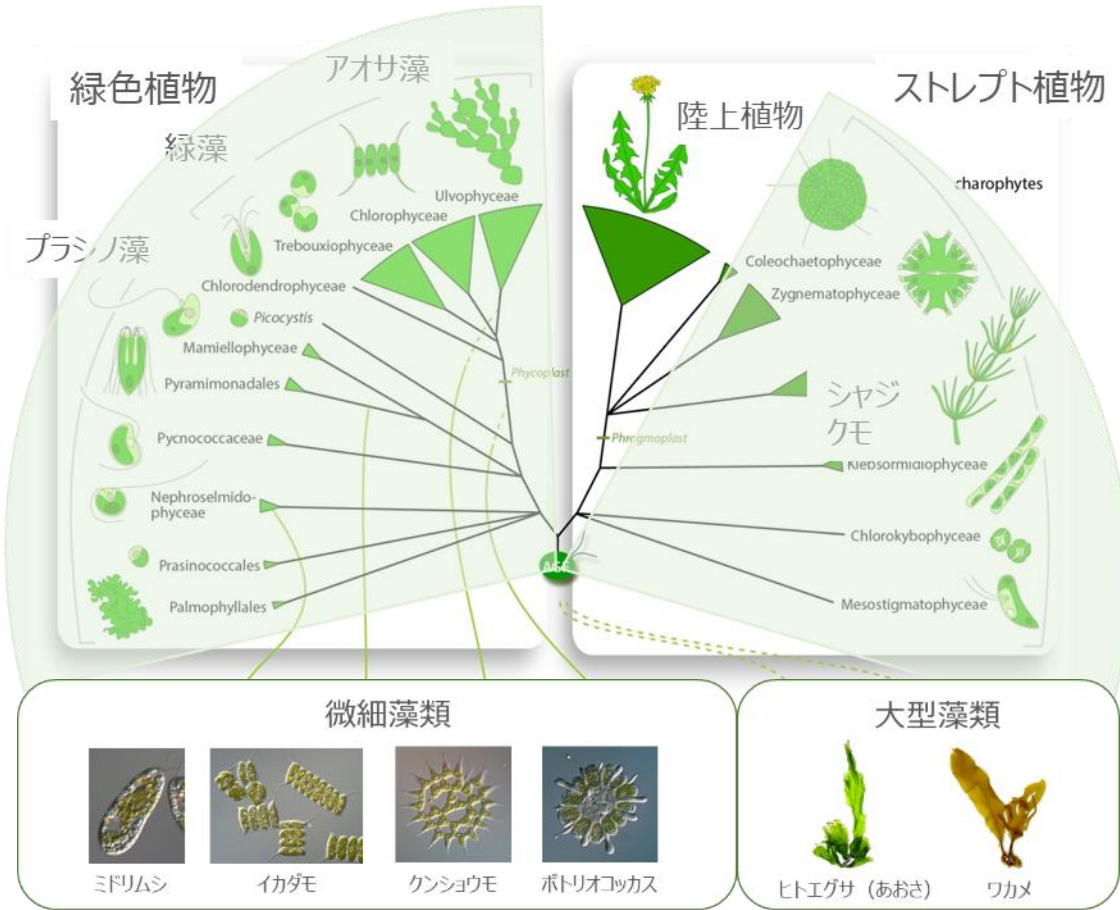 緑色植物
アオサ藻
緑藻
プラシノ藻
Ulvophyceae
Chlorophyceae
Trebouxiophyceae
Chlorodendrophyceae
Picocystis
Mamiellophyceae
Pyramimonadales
Pycnococcaceae
Nephroselmido-
phyceae
Prasinococcales
Palmophyllales
Phycoplast
陸上植物
ストレプト植物
charophytes
Coleochaetophyceae
Zygnematophyceae
シャジ
クモ
Phragmoplast
Klebsormidiophyceae
Chlorokybophyceae
Mesostigmatophyceae
AGF
微細藻類
ミドリムシ
イカダモ
クンショウモ
ボトリオコッカス
大型藻類
ヒトエグサ（あおさ）
ワカメ